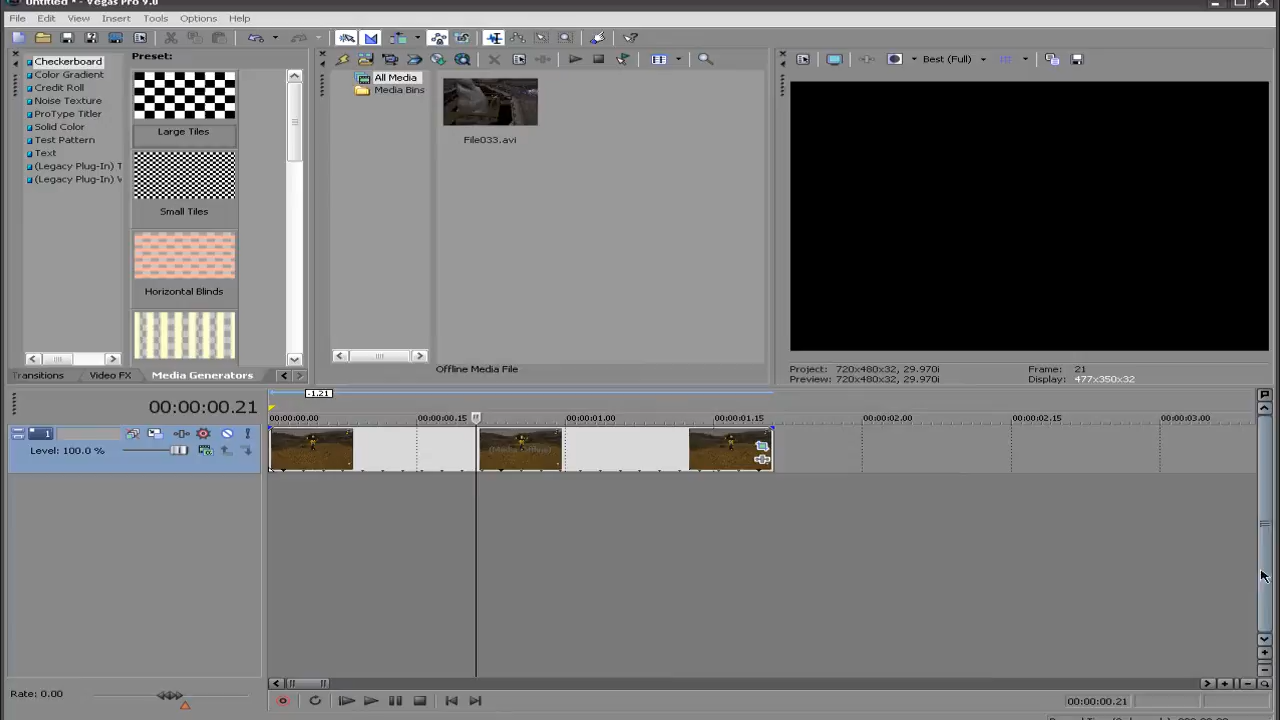 Untitled * - Vegas Pro 9.0
File Edit View Insert Tools Options Help
Checkerboard
Color Gradient
Credit Roll
Noise Texture
ProType Titler
Solid Color
Test Pattern
Text
(Legacy Plug-In) T
(Legacy Plug-In) V
Preset:
Large Tiles
Small Tiles
Horizontal Blinds
Transitions Video FX Media Generators
All Media
Media Bins
File033.avi
Offline Media File
Best (Full)
Project: 720x480x32, 29.970i
Preview: 720x480x32, 29.970i
Frame: 21
Display: 477x350x32
-1.21
00:00:00.21
00:00:00.00 00:00:00.15 00:00:01.00 00:00:01.15 00:00:02.00 00:00:02.15 00:00:03.00
1
Level: 100.0 %
(Media Offline)
Rate: 0.00
00:00:00.21